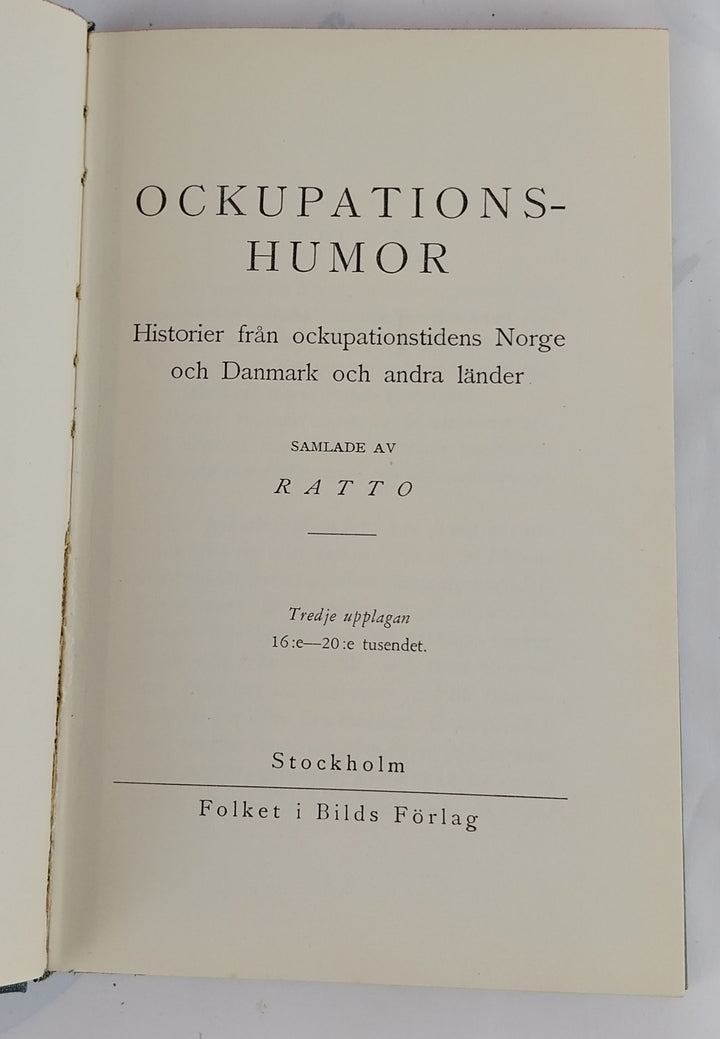 OCKUPATIONS-
HUMOR
Historier från ockupationstidens Norge
och Danmark och andra länder
SAMLADE AV
RATTO
Tredje upplagan
16:e—20:e tusendet.
Stockholm
Folket i Bilds Förlag